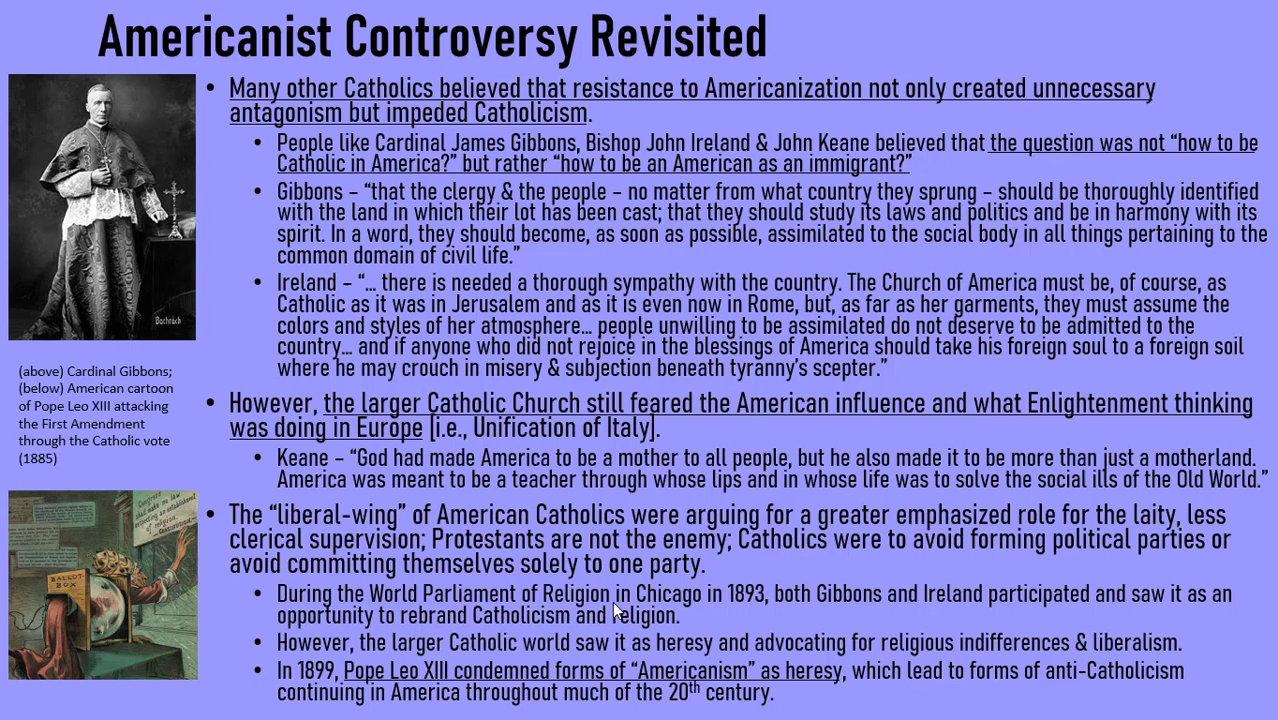 Americanist Controversy Revisited
• Many other Catholics believed that resistance to Americanization not only created unnecessary
antagonism but impeded Catholicism.
• People like Cardinal James Gibbons, Bishop John Ireland & John Keane believed that the question was not “how to be
Catholic in America?” but rather “how to be an American as an immigrant?”
• Gibbons – “that the clergy & the people – no matter from what country they sprung – should be thoroughly identified
with the land in which their lot has been cast; that they should study its laws and politics and be in harmony with its
spirit. In a word, they should become, as soon as possible, assimilated to the social body in all things pertaining to the
common domain of civil life.”
• Ireland – “… there is needed a thorough sympathy with the country. The Church of America must be, of course, as
Catholic as it was in Jerusalem and as it is even now in Rome, but, as far as her garments, they must assume the
colors and styles of her atmosphere… people unwilling to be assimilated do not deserve to be admitted to the
country… and if anyone who did not rejoice in the blessings of America should take his foreign soul to a foreign soil
where he may crouch in misery & subjection beneath tyranny’s scepter.”
• However, the larger Catholic Church still feared the American influence and what Enlightenment thinking
was doing in Europe [i.e., Unification of Italy].
• Keane – “God had made America to be a mother to all people, but he also made it to be more than just a motherland.
America was meant to be a teacher through whose lips and in whose life was to solve the social ills of the Old World.”
• The “liberal-wing” of American Catholics were arguing for a greater emphasized role for the laity, less
clerical supervision; Protestants are not the enemy; Catholics were to avoid forming political parties or
avoid committing themselves solely to one party.
• During the World Parliament of Religion in Chicago in 1893, both Gibbons and Ireland participated and saw it as an
opportunity to rebrand Catholicism and religion.
• However, the larger Catholic world saw it as heresy and advocating for religious indifferences & liberalism.
• In 1899, Pope Leo XIII condemned forms of “Americanism” as heresy, which lead to forms of anti-Catholicism
continuing in America throughout much of the 20th century.
Bachrach
(above) Cardinal Gibbons;
(below) American cartoon
of Pope Leo XIII attacking
the First Amendment
through the Catholic vote
(1885)
Congress
shall make no law
respecting an
establishment
of religion
BALLOT
BOX